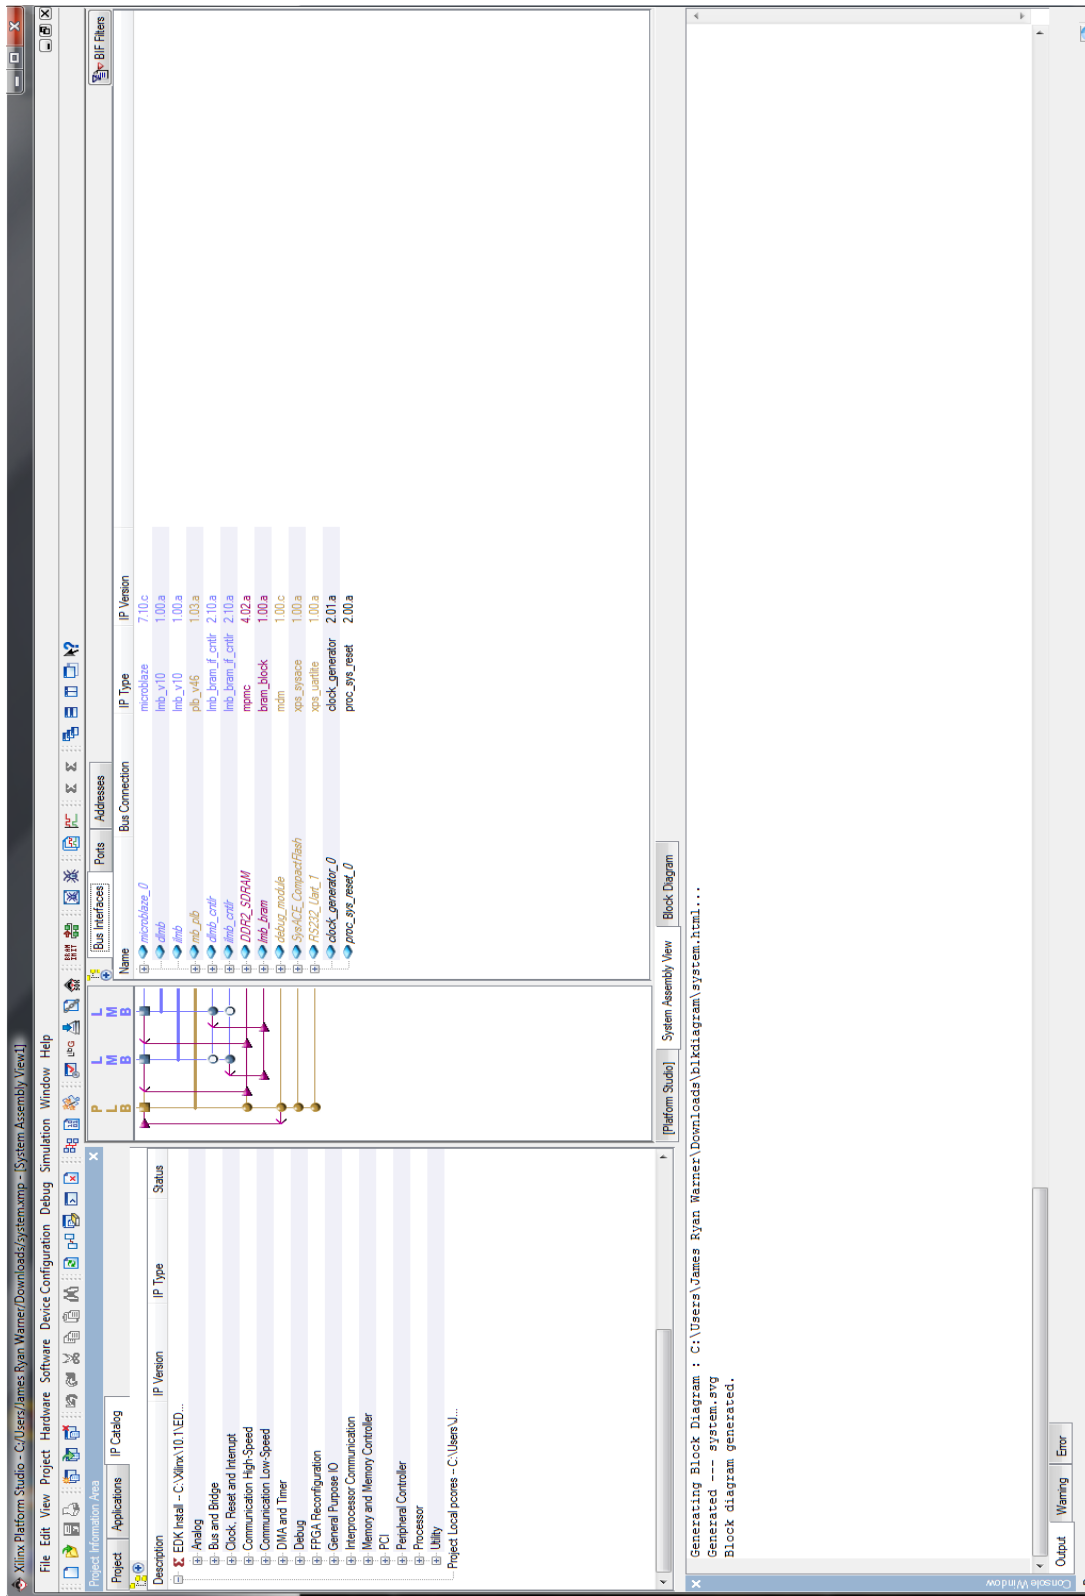 Xilinx Platform Studio - C:/Users/James Ryan Warner/Downloads/system.xmp - [System Assembly View1]
File Edit View Project Hardware Software Device Configuration Debug Simulation Window Help
Project Information Area
Project Applications IP Catalog
Description IP Version IP Type Status
EDK Install - C:\Xilinx\10.1\ED...
Analog
Bus and Bridge
Clock, Reset and Interrupt
Communication High-Speed
Communication Low-Speed
DMA and Timer
Debug
FPGA Reconfiguration
General Purpose IO
Interprocessor Communication
Memory and Memory Controller
PCI
Peripheral Controller
Processor
Utility
Project Local pcores - C:\Users\J...
P L L
L M M
B B B
Bus Interfaces Ports Addresses
BIF Filters
Name Bus Connection IP Type IP Version
microblaze_0 microblaze 7.10.c
dlmb lmb_v10 1.00.a
ilmb lmb_v10 1.00.a
mb_plb plb_v46 1.03.a
dlmb_cntlr lmb_bram_if_cntlr 2.10.a
ilmb_cntlr lmb_bram_if_cntlr 2.10.a
DDR2_SDRAM mpmc 4.02.a
lmb_bram bram_block 1.00.a
debug_module mdm 1.00.c
SysACE_CompactFlash xps_sysace 1.00.a
RS232_Uart_1 xps_uartlite 1.00.a
clock_generator_0 clock_generator 2.01.a
proc_sys_reset_0 proc_sys_reset 2.00.a
[Platform Studio] System Assembly View Block Diagram
Generating Block Diagram : C:\Users\James Ryan Warner\Downloads\blkdiagram\system.html...
Generated --- system.svg
Block diagram generated.
Console Window
Output Warning Error